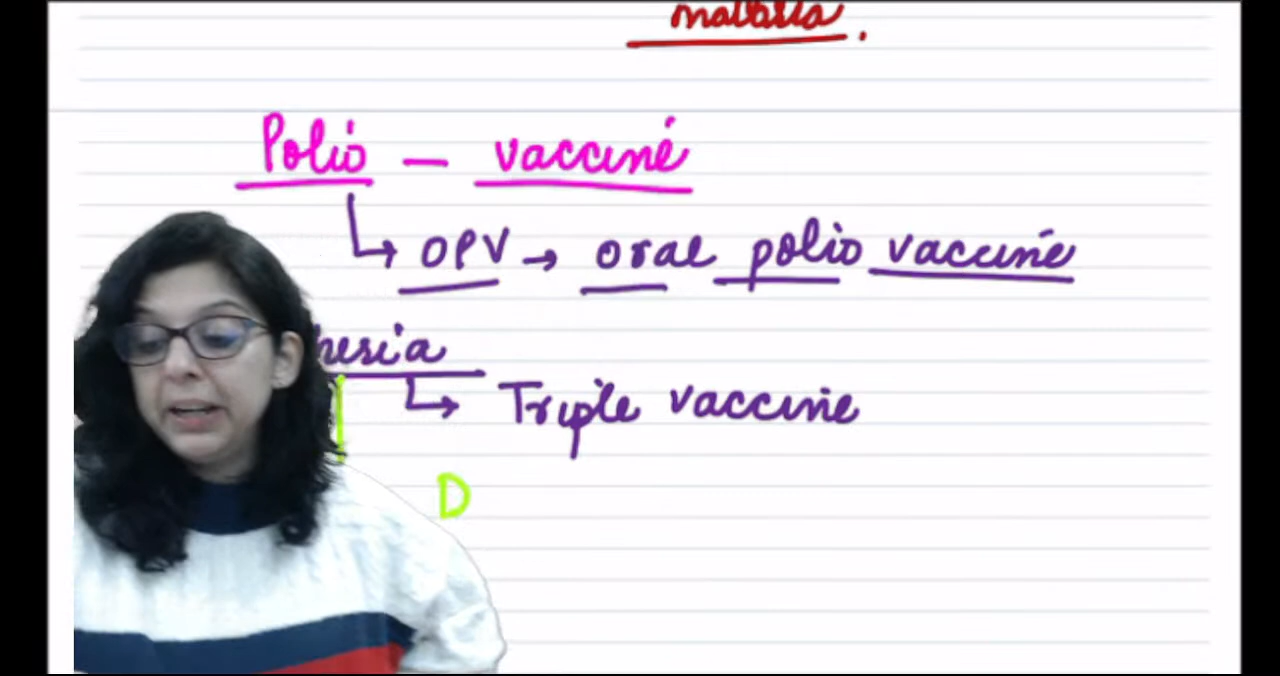 Polio - vaccine
↳ OPV → oral polio vaccine
↳ Triple vaccine
D